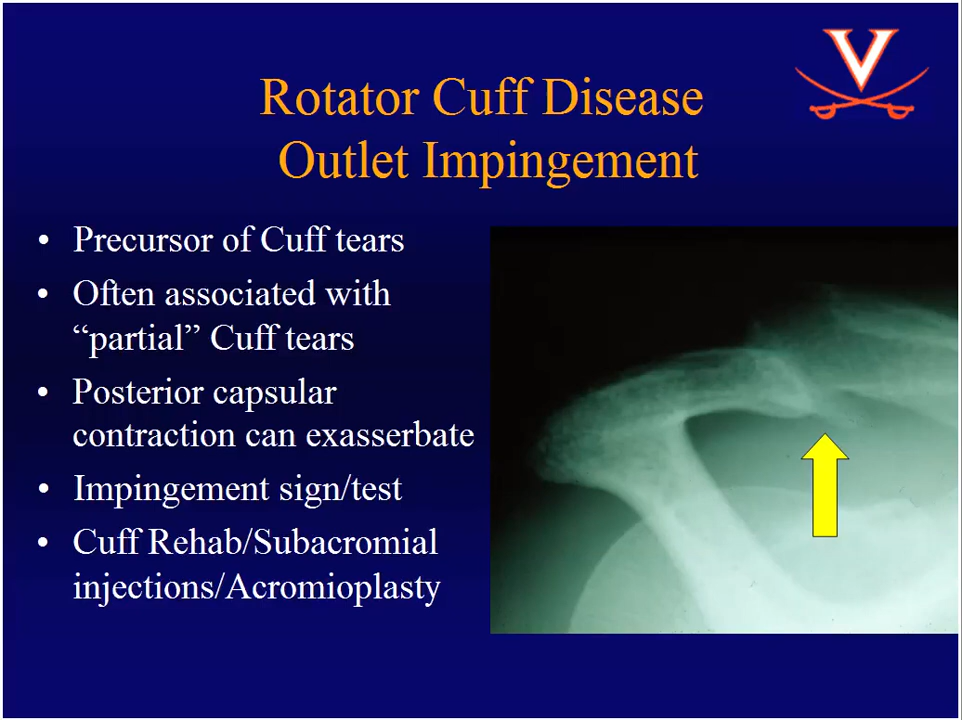 Rotator Cuff Disease
Outlet Impingement
• Precursor of Cuff tears
• Often associated with
“partial” Cuff tears
• Posterior capsular
contraction can exasserbate
• Impingement sign/test
• Cuff Rehab/Subacromial
injections/Acromioplasty
V